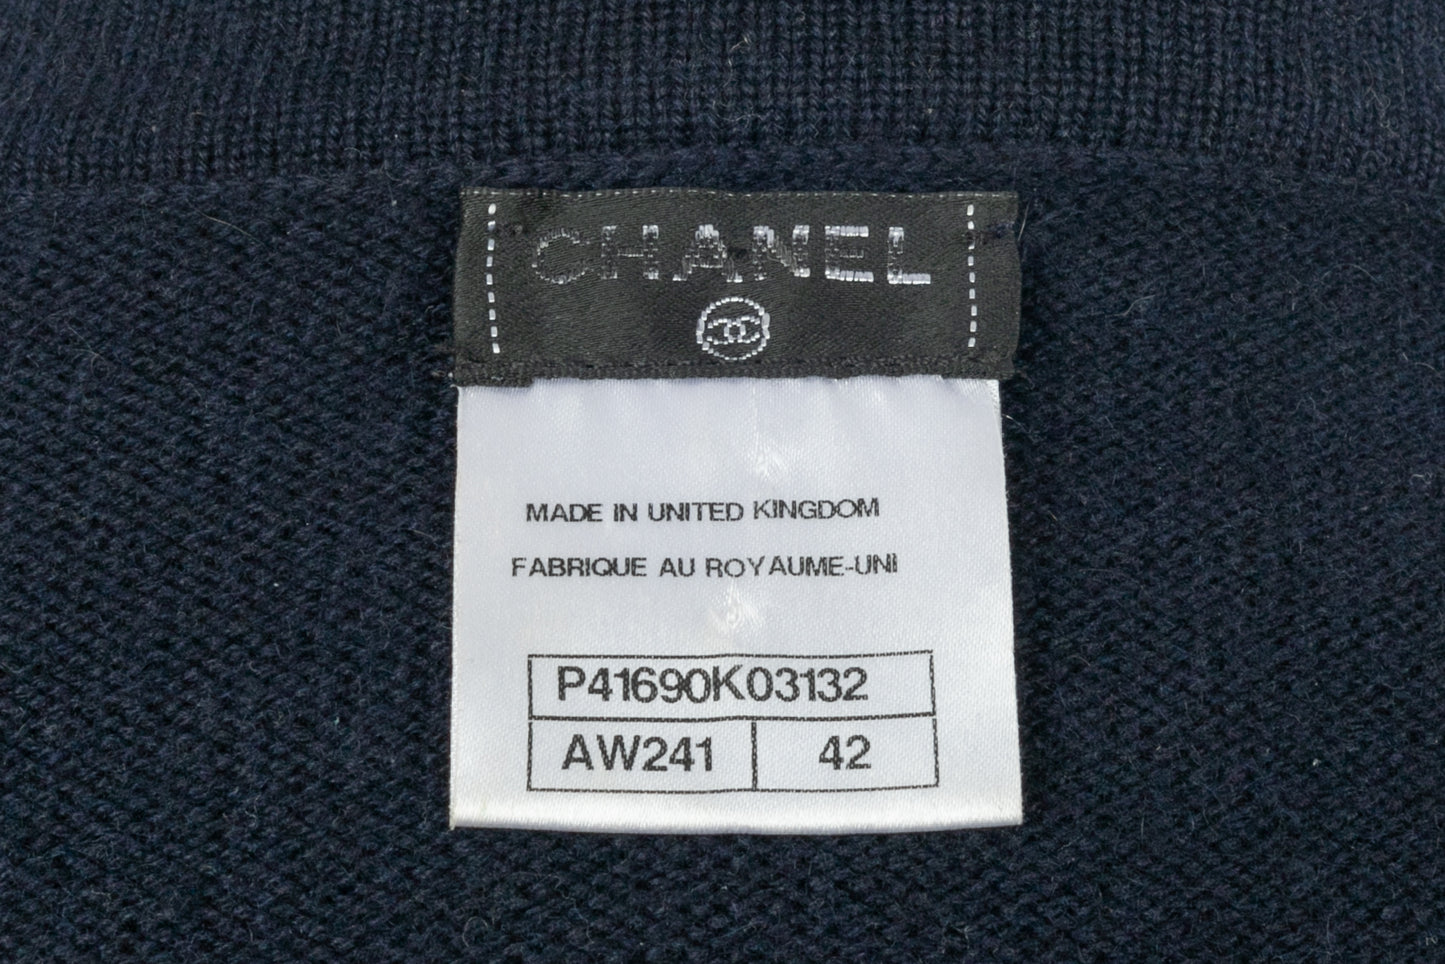 CHANEL
MADE IN UNITED KINGDOM
FABRIQUE AU ROYAUME-UNI
P41690K03132
AW241 42